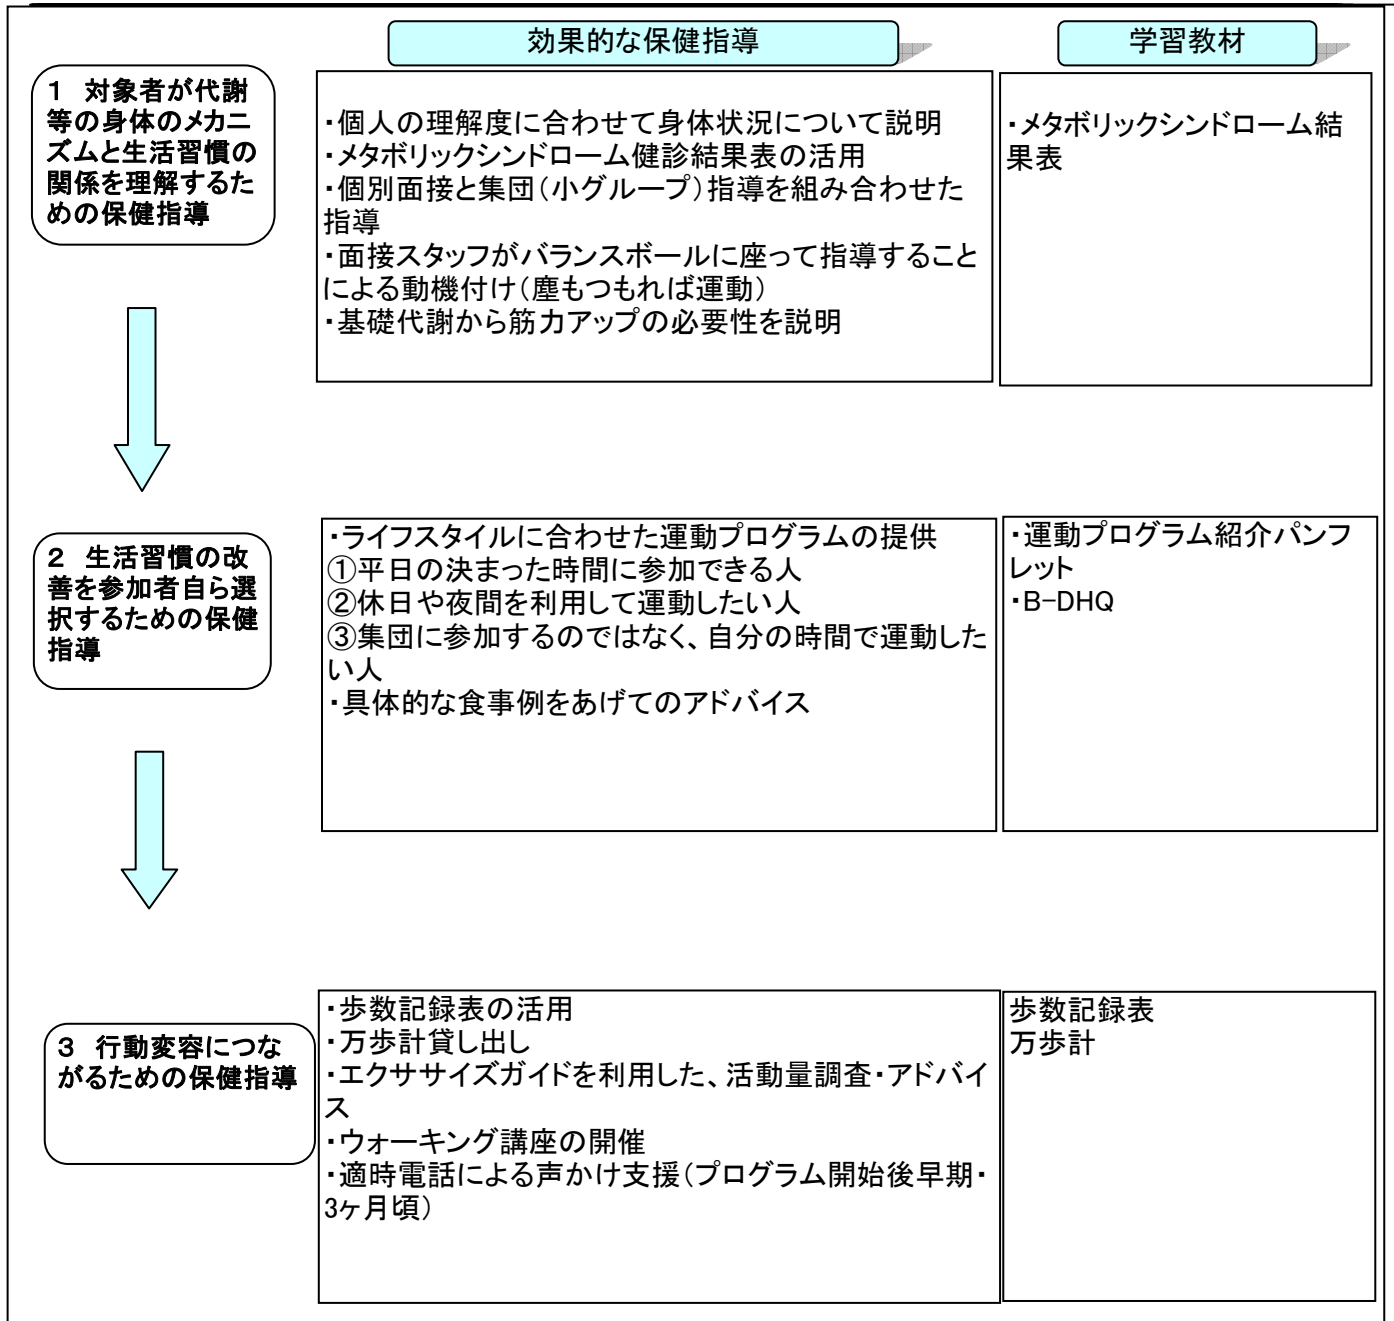 効果的な保健指導
学習教材
1 対象者が代謝
等の身体のメカニ
ズムと生活習慣の
関係を理解するた
めの保健指導
・個人の理解度に合わせて身体状況について説明
・メタボリックシンドローム健診結果表の活用
・個別面接と集団(小グループ)指導を組み合わせた
指導
・面接スタッフがバランスボールに座って指導すること
による動機付け(塵もつもれば運動)
・基礎代謝から筋力アップの必要性を説明
・メタボリックシンドローム結
果表
2 生活習慣の改
善を参加者自ら選
択するための保健
指導
・ライフスタイルに合わせた運動プログラムの提供
①平日の決まった時間に参加できる人
②休日や夜間を利用して運動したい人
③集団に参加するのではなく、自分の時間で運動した
い人
・具体的な食事例をあげてのアドバイス
・運動プログラム紹介パンフ
レット
・B-DHQ
3 行動変容につな
がるための保健指導
・歩数記録表の活用
・万歩計貸し出し
・エクササイズガイドを利用した、活動量調査・アドバイ
ス
・ウォーキング講座の開催
・適時電話による声かけ支援(プログラム開始後早期・
3ヶ月頃)
歩数記録表
万歩計